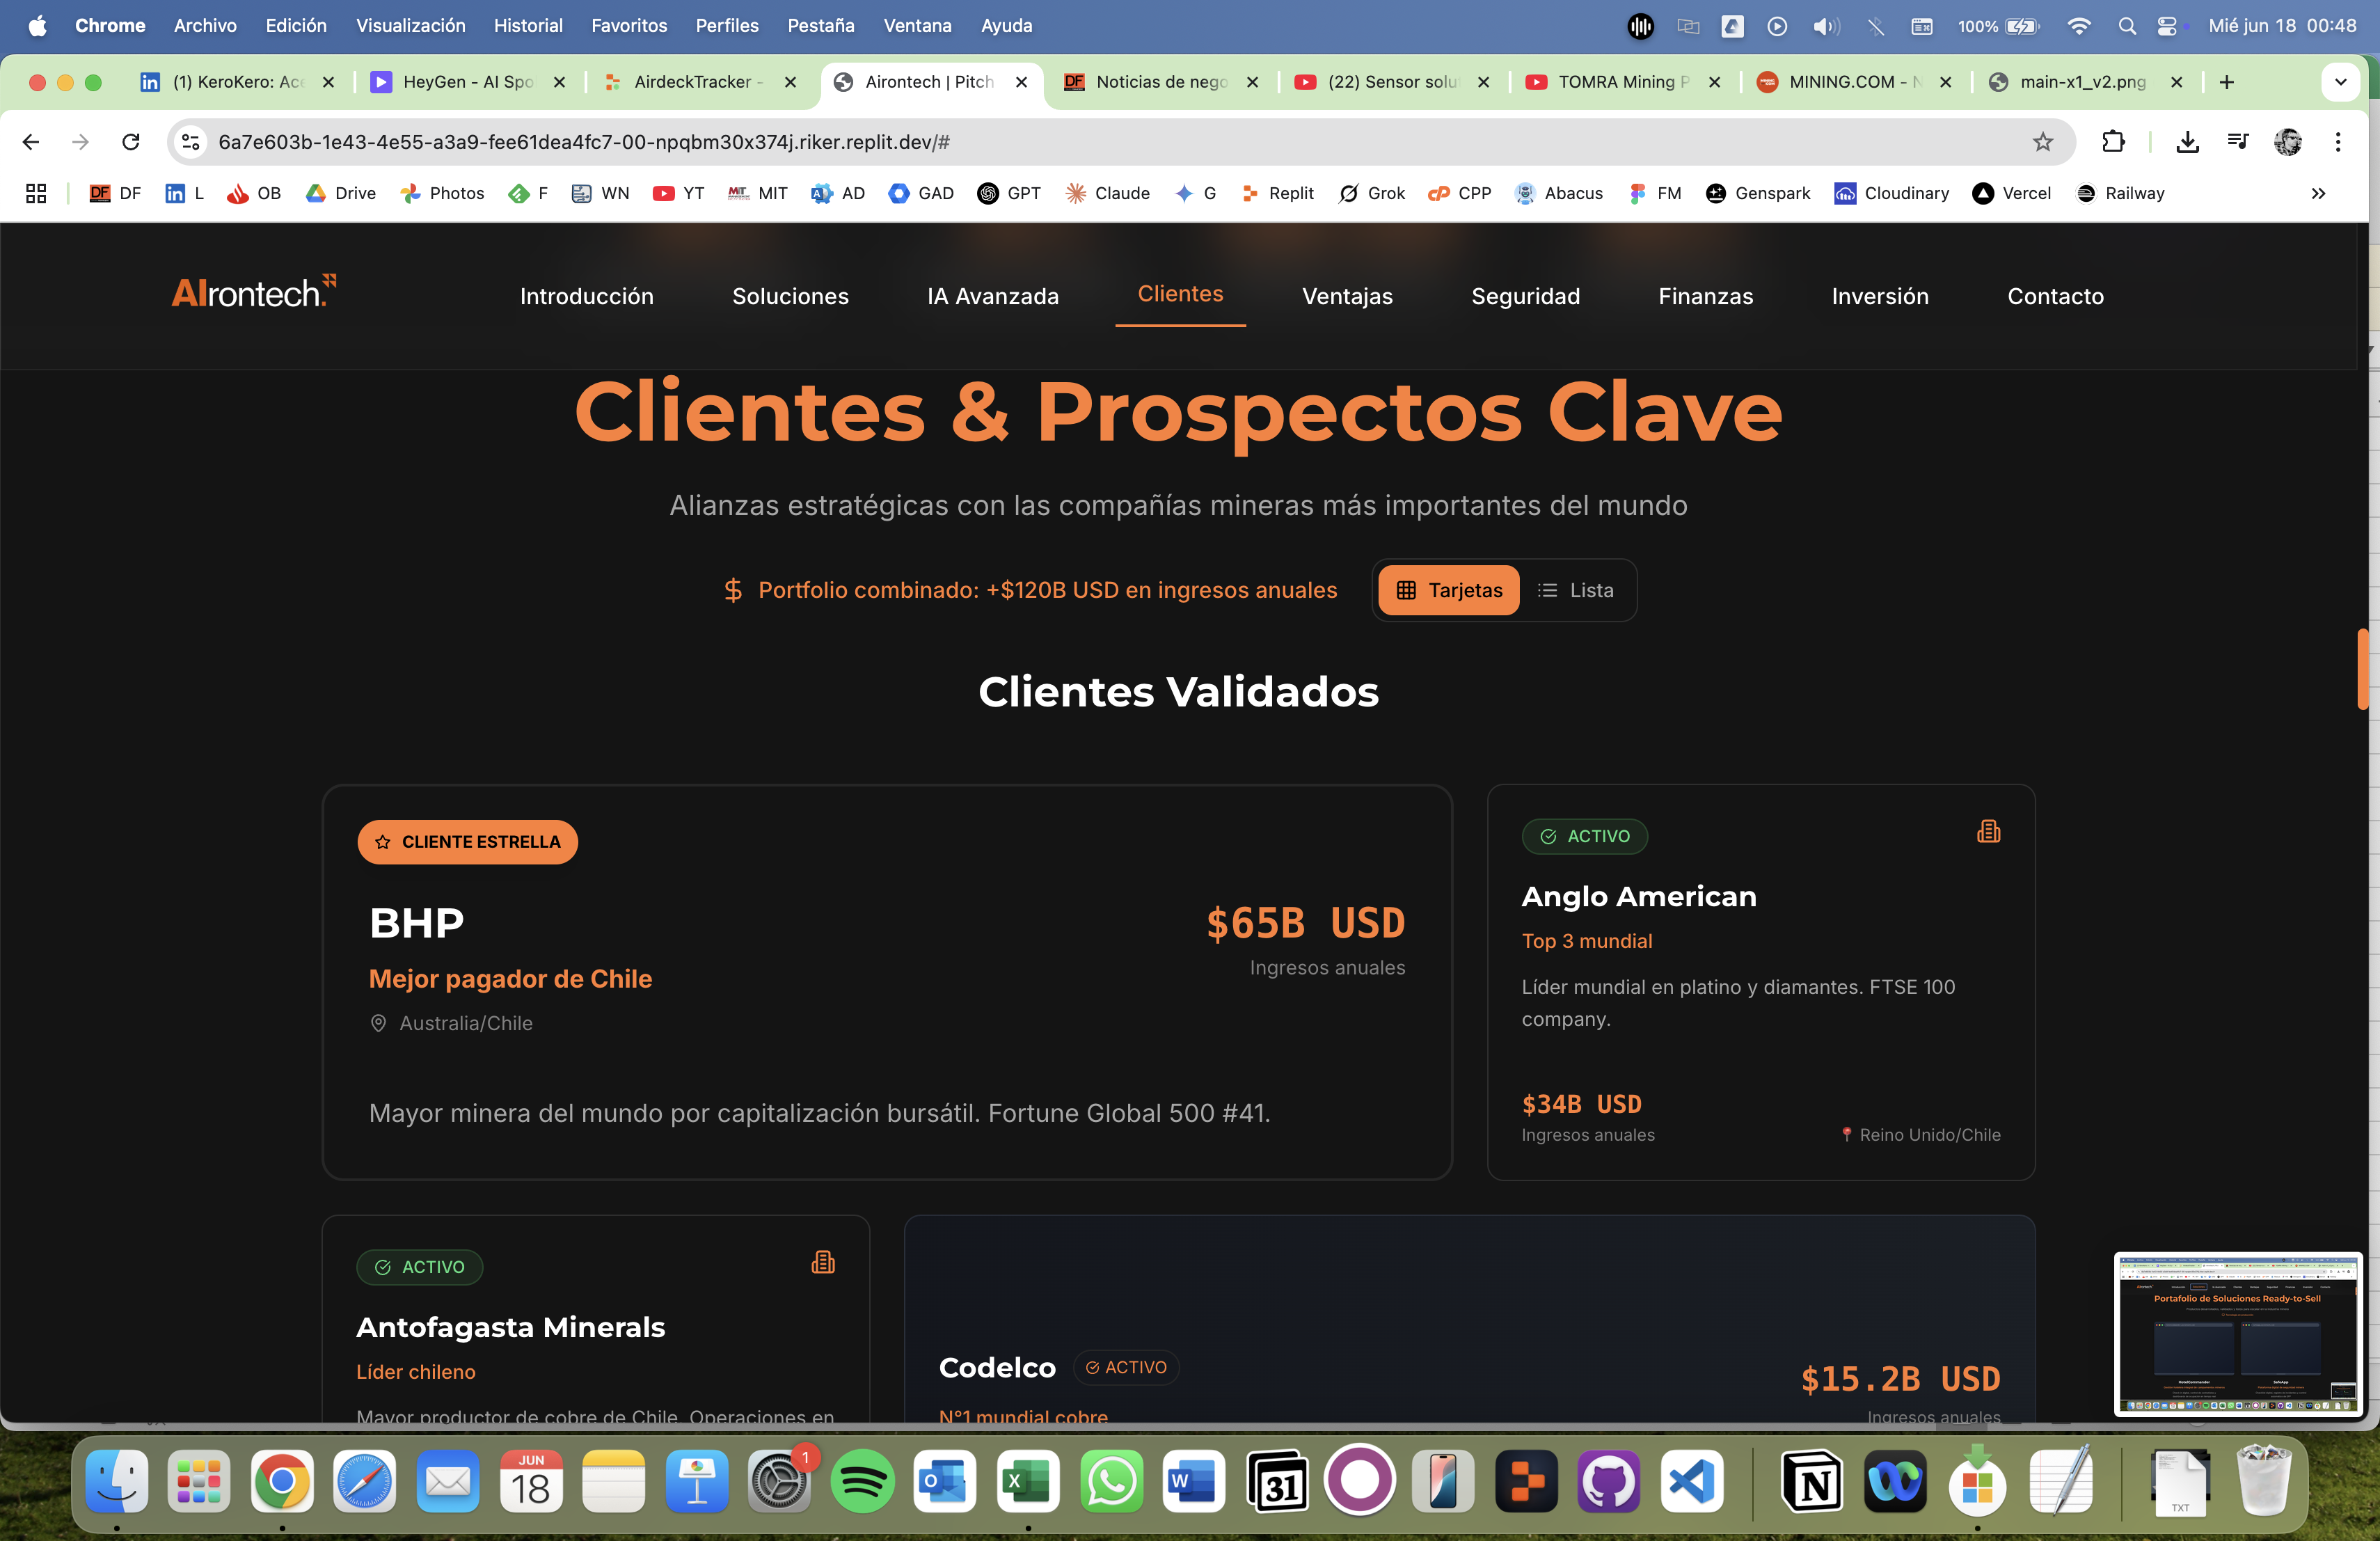 Chrome Archivo Edición Visualización Historial Favoritos Perfiles Pestaña Ventana Ayuda 100% Mié jun 18 00:48
(1) KeroKero: Ace HeyGen - AI Spo AirdeckTracker - Airontech | Pitch DF Noticias de nego (22) Sensor solu TOMRA Mining P MINING.COM - N main-x1_v2.png
6a7e603b-1e43-4e55-a3a9-fee61dea4fc7-00-npqbm30x374j.riker.replit.dev/#
DF DF in L OB Drive Photos F WN YT MIT MIT AD GAD GPT Claude G Replit Grok CPP Abacus FM Genspark Cloudinary Vercel Railway
AIrontech. Introducción Soluciones IA Avanzada Clientes Ventajas Seguridad Finanzas Inversión Contacto
Clientes & Prospectos Clave
Alianzas estratégicas con las compañías mineras más importantes del mundo
$ Portfolio combinado: +$120B USD en ingresos anuales Tarjetas Lista
Clientes Validados
CLIENTE ESTRELLA
BHP
Mejor pagador de Chile
Australia/Chile
$65B USD
Ingresos anuales
Mayor minera del mundo por capitalización bursátil. Fortune Global 500 #41.
ACTIVO
Anglo American
Top 3 mundial
Líder mundial en platino y diamantes. FTSE 100
company.
$34B USD
Ingresos anuales
Reino Unido/Chile
ACTIVO
Antofagasta Minerals
Líder chileno
Mayor productor de cobre de Chile. Operaciones en
Codelco ACTIVO
N°1 mundial cobre
$15.2B USD
Ingresos anuales
Portafolio de Soluciones Ready-to-Sell
JUN
18
1
31
TXT